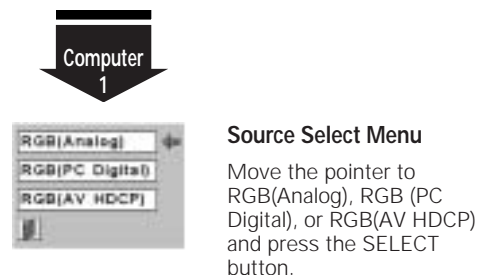 Computer
1
RGB(Analog)
RGB(PC Digital)
RGB(AV HDCP)
Source Select Menu
Move the pointer to
RGB(Analog), RGB (PC
Digital), or RGB(AV HDCP)
and press the SELECT
button.